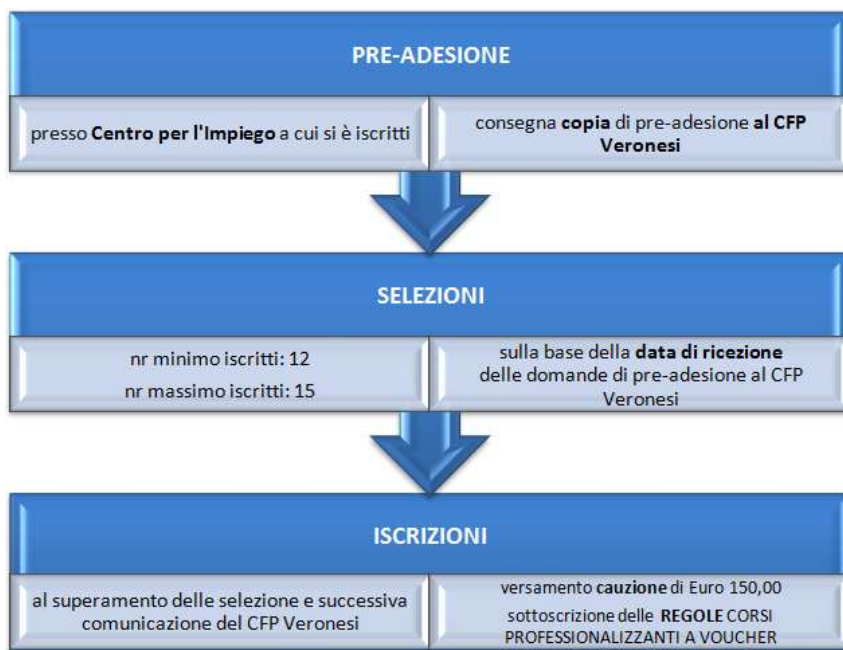 PRE-ADESIONE
presso Centro per l'Impiego a cui si è iscritti
consegna copia di pre-adesione al CFP
Veronesi
SELEZIONI
nr minimo iscritti: 12
nr massimo iscritti: 15
sulla base della data di ricezione
delle domande di pre-adesione al CFP
Veronesi
ISCRIZIONI
al superamento delle selezione e successiva
comunicazione del CFP Veronesi
versamento cauzione di Euro 150,00
sottoscrizione delle REGOLE CORSI
PROFESSIONALIZZANTI A VOUCHER